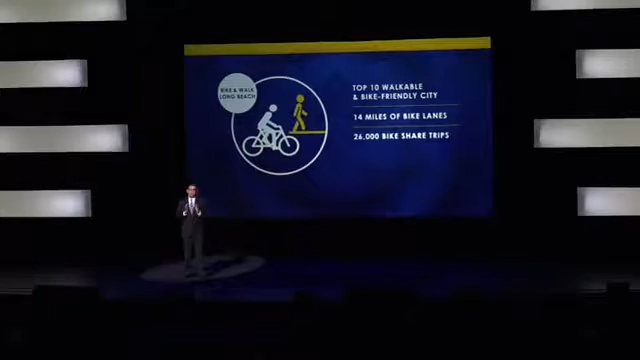 BIKE & WALK
LONG BEACH
TOP 10 WALKABLE
& BIKE-FRIENDLY CITY
14 MILES OF BIKE LANES
26,000 BIKE SHARE TRIPS